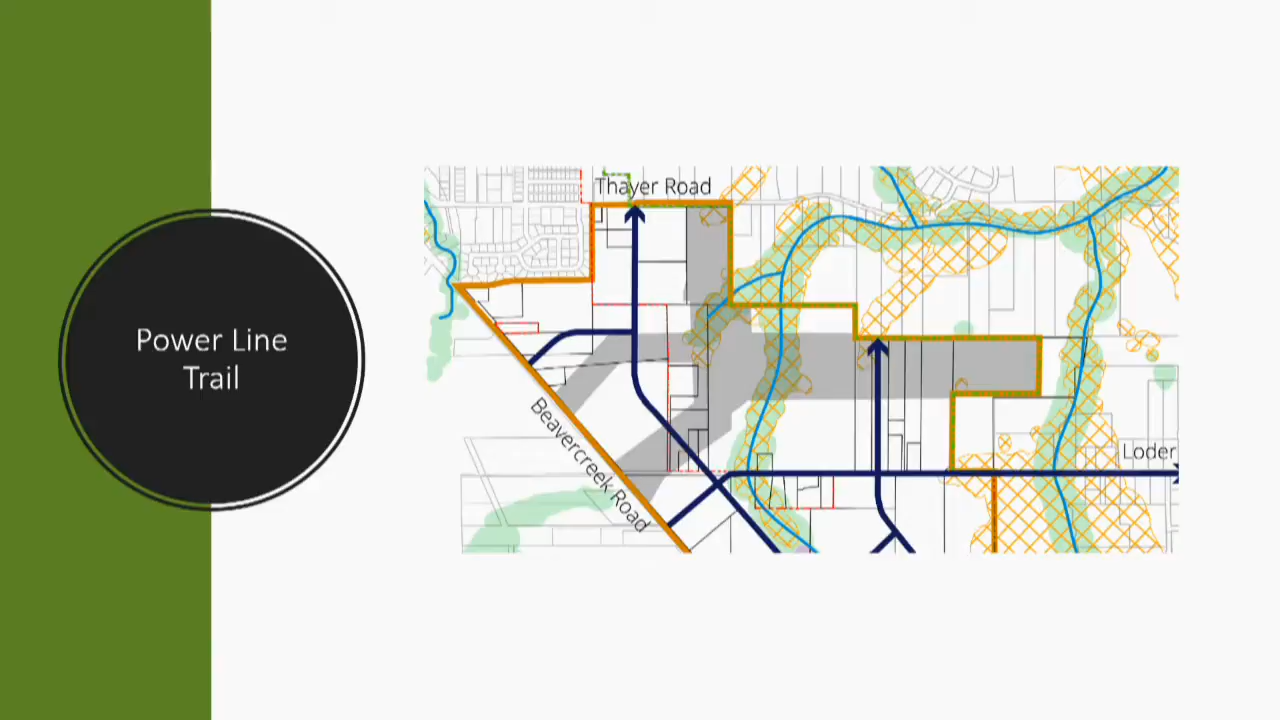 Power Line
Trail
Thayer Road
Beavercreek Road
Loder